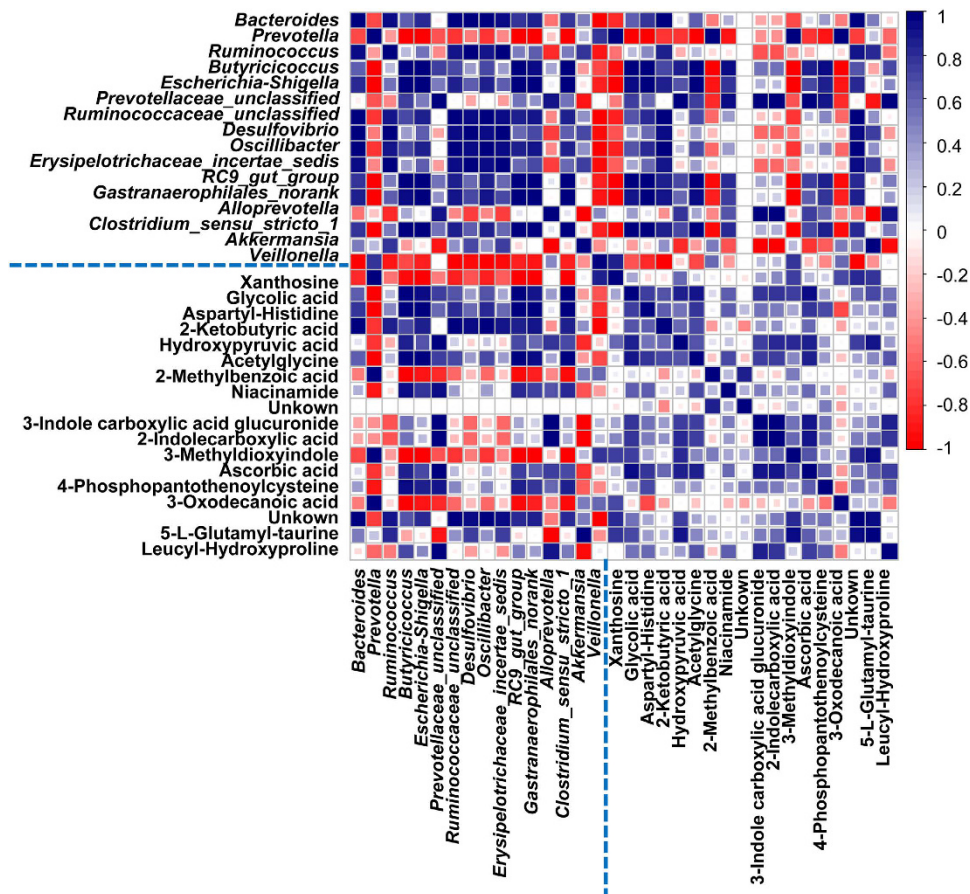 Bacteroides
Prevotella
Ruminococcus
Butyricicoccus
Escherichia-Shigella
Prevotellaceae_unclassified
Ruminococcaceae_unclassified
Desulfovibrio
Oscillibacter
Erysipelotrichaceae_incertae_sedis
RC9_gut_group
Gastranaerophilales_norank
Alloprevotella
Clostridium_sensu_stricto_1
Akkermansia
Veillonella
Xanthosine
Glycolic acid
Aspartyl-Histidine
2-Ketobutyric acid
Hydroxypyruvic acid
Acetylglycine
2-Methylbenzoic acid
Niacinamide
Unkown
3-Indole carboxylic acid glucuronide
2-Indolecarboxylic acid
3-Methyldioxyindole
Ascorbic acid
4-Phosphopantothenoylcysteine
3-Oxodecanoic acid
Unkown
5-L-Glutamyl-taurine
Leucyl-Hydroxyproline
1
0.8
0.6
0.4
0.2
0
-0.2
-0.4
-0.6
-0.8
-1
Bacteroides
Prevotella
Ruminococcus
Butyricicoccus
Escherichia-Shigella
Prevotellaceae_unclassified
Ruminococcaceae_unclassified
Desulfovibrio
Oscillibacter
Erysipelotrichaceae_incertae_sedis
RC9_gut_group
Gastranaerophilales_norank
Alloprevotella
Clostridium_sensu_stricto_1
Akkermansia
Veillonella
Xanthosine
Glycolic acid
Aspartyl-Histidine
2-Ketobutyric acid
Hydroxypyruvic acid
Acetylglycine
2-Methylbenzoic acid
Niacinamide
Unkown
3-Indole carboxylic acid glucuronide
2-Indolecarboxylic acid
3-Methyldioxyindole
Ascorbic acid
4-Phosphopantothenoylcysteine
3-Oxodecanoic acid
Unkown
5-L-Glutamyl-taurine
Leucyl-Hydroxyproline